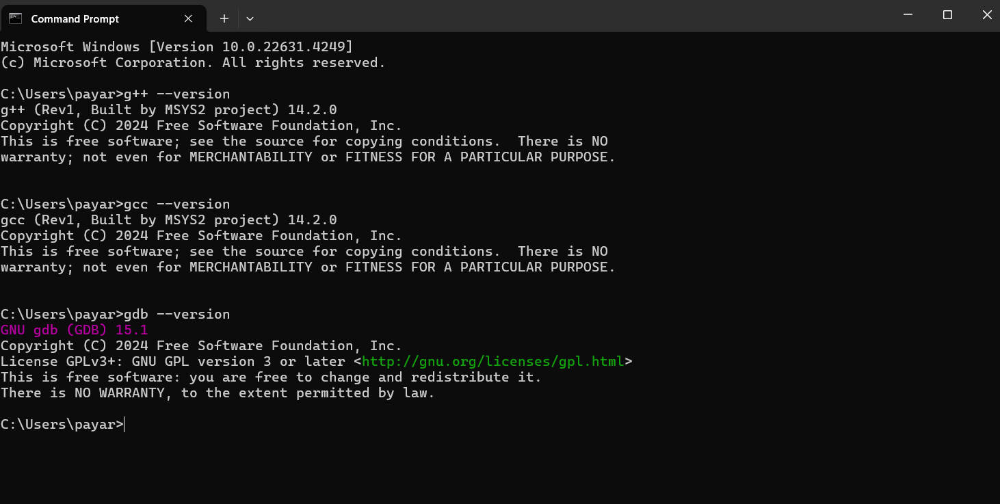 Command Prompt
Microsoft Windows [Version 10.0.22631.4249]
(c) Microsoft Corporation. All rights reserved.
C:\Users\payar>g++ --version
g++ (Rev1, Built by MSYS2 project) 14.2.0
Copyright (C) 2024 Free Software Foundation, Inc.
This is free software; see the source for copying conditions.  There is NO
warranty; not even for MERCHANTABILITY or FITNESS FOR A PARTICULAR PURPOSE.
C:\Users\payar>gcc --version
gcc (Rev1, Built by MSYS2 project) 14.2.0
Copyright (C) 2024 Free Software Foundation, Inc.
This is free software; see the source for copying conditions.  There is NO
warranty; not even for MERCHANTABILITY or FITNESS FOR A PARTICULAR PURPOSE.
C:\Users\payar>gdb --version
GNU gdb (GDB) 15.1
Copyright (C) 2024 Free Software Foundation, Inc.
License GPLv3+: GNU GPL version 3 or later <http://gnu.org/licenses/gpl.html>
This is free software: you are free to change and redistribute it.
There is NO WARRANTY, to the extent permitted by law.
C:\Users\payar>